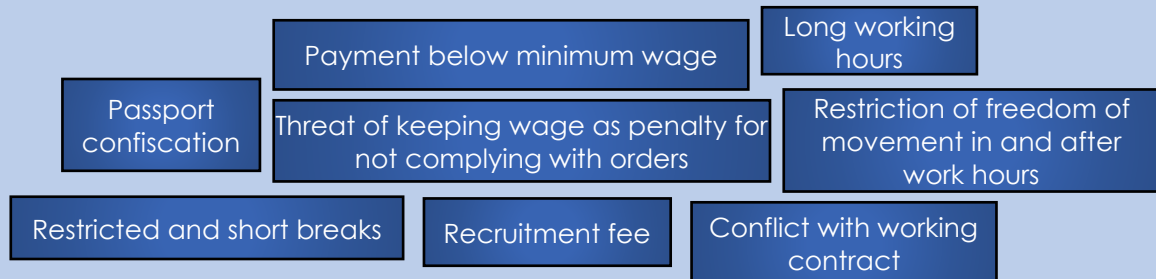 Payment below minimum wage
Long working
hours
Passport
confiscation
Threat of keeping wage as penalty for
not complying with orders
Restriction of freedom of
movement in and after
work hours
Restricted and short breaks
Recruitment fee
Conflict with working
contract